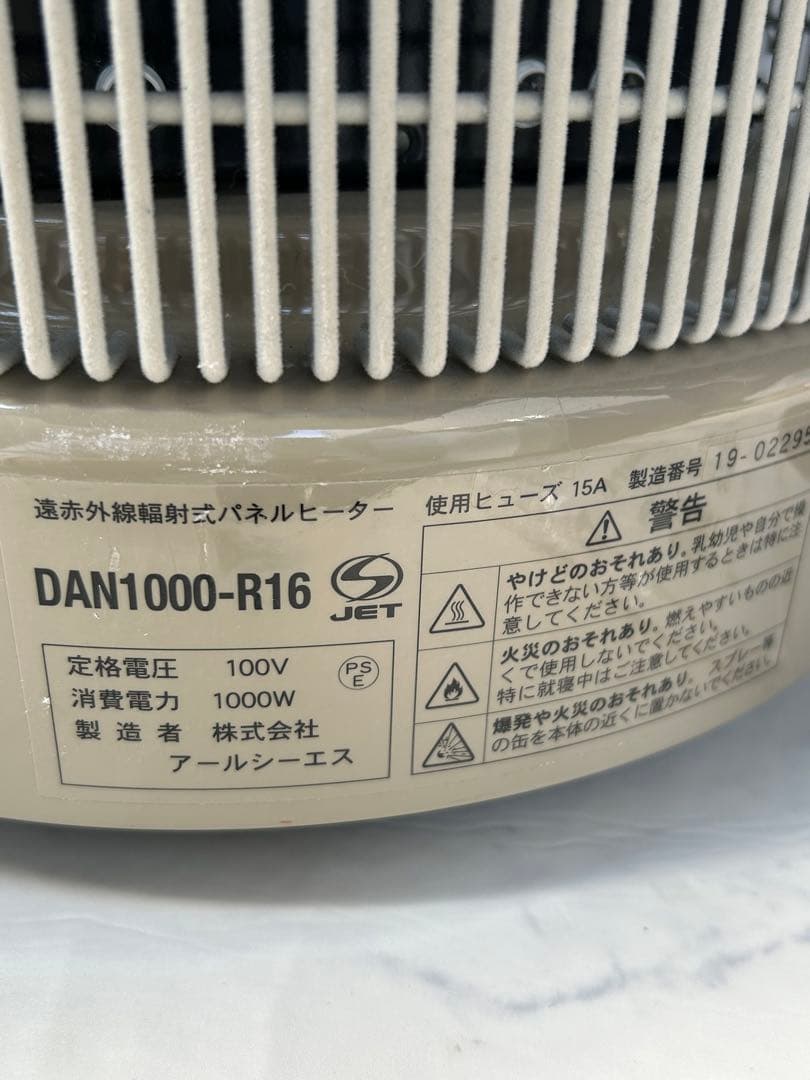 遠赤外線輻射式パネルヒーター
DAN1000-R16
S
JET
定格電圧 100V
PS
E
消費電力 1000W
製造者 株式会社
アールシーエス
使用ヒューズ 15A 製造番号 19-02295
警告
やけどのおそれあり。乳幼児や自分で操
作できない方等が使用するときは特に注
意してください。
火災のおそれあり。燃えやすいものの近
くで使用しないでください。
特に就寝中はご注意してください。
爆発や火災のおそれあり。スプレー等
の缶を本体の近くに置かないでください。